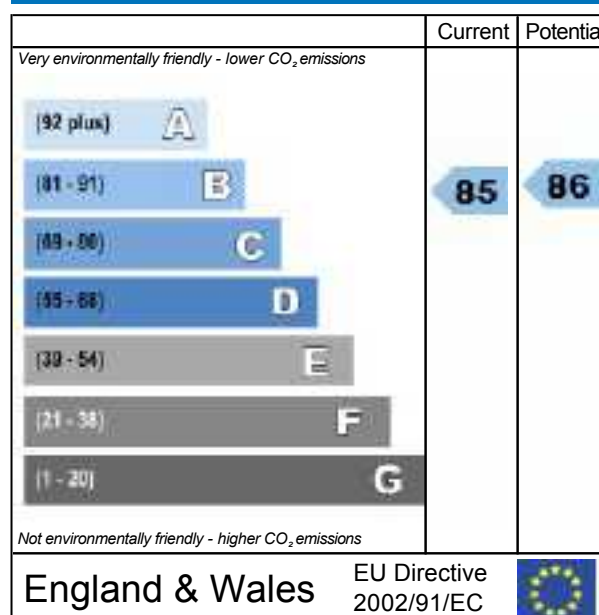 Current Potentia
Very environmentally friendly - lower CO₂ emissions
(92 plus) A
(81 - 91) B 85 86
(69 - 80) C
(55 - 68) D
(39 - 54) E
(21 - 38) F
(1 - 20) G
Not environmentally friendly - higher CO₂ emissions
England & Wales
EU Directive
2002/91/EC